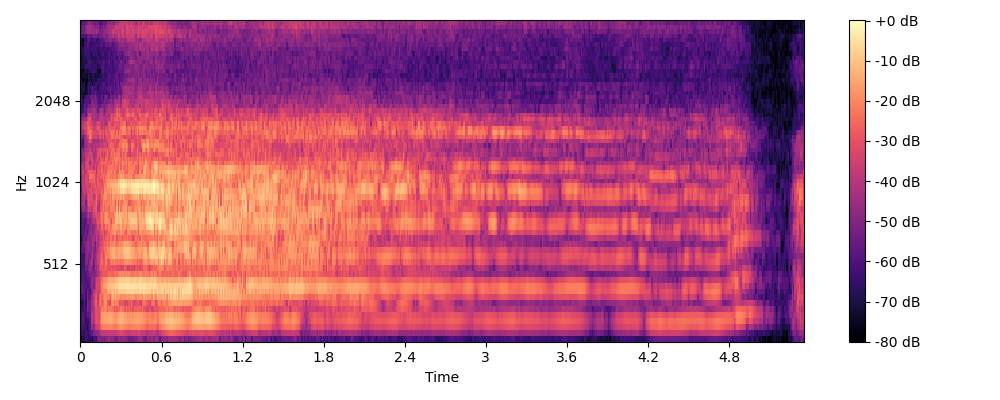 +0 dB
-10 dB
2048
-20 dB
-30 dB
Hz
1024
-40 dB
-50 dB
512
-60 dB
-70 dB
-80 dB
0 0.6 1.2 1.8 2.4 3 3.6 4.2 4.8
Time